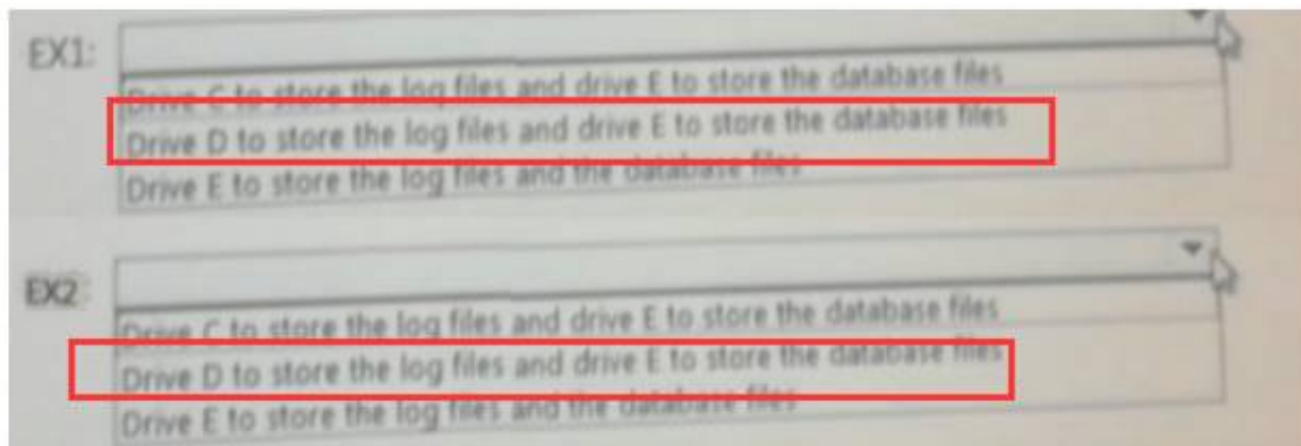 EX1:
Drive C to store the log files and drive E to store the database files
Drive D to store the log files and drive E to store the database files
Drive E to store the log files and the database files
EX2
Drive C to store the log files and drive E to store the database files
Drive D to store the log files and drive E to store the database files
Drive E to store the log files and the database files